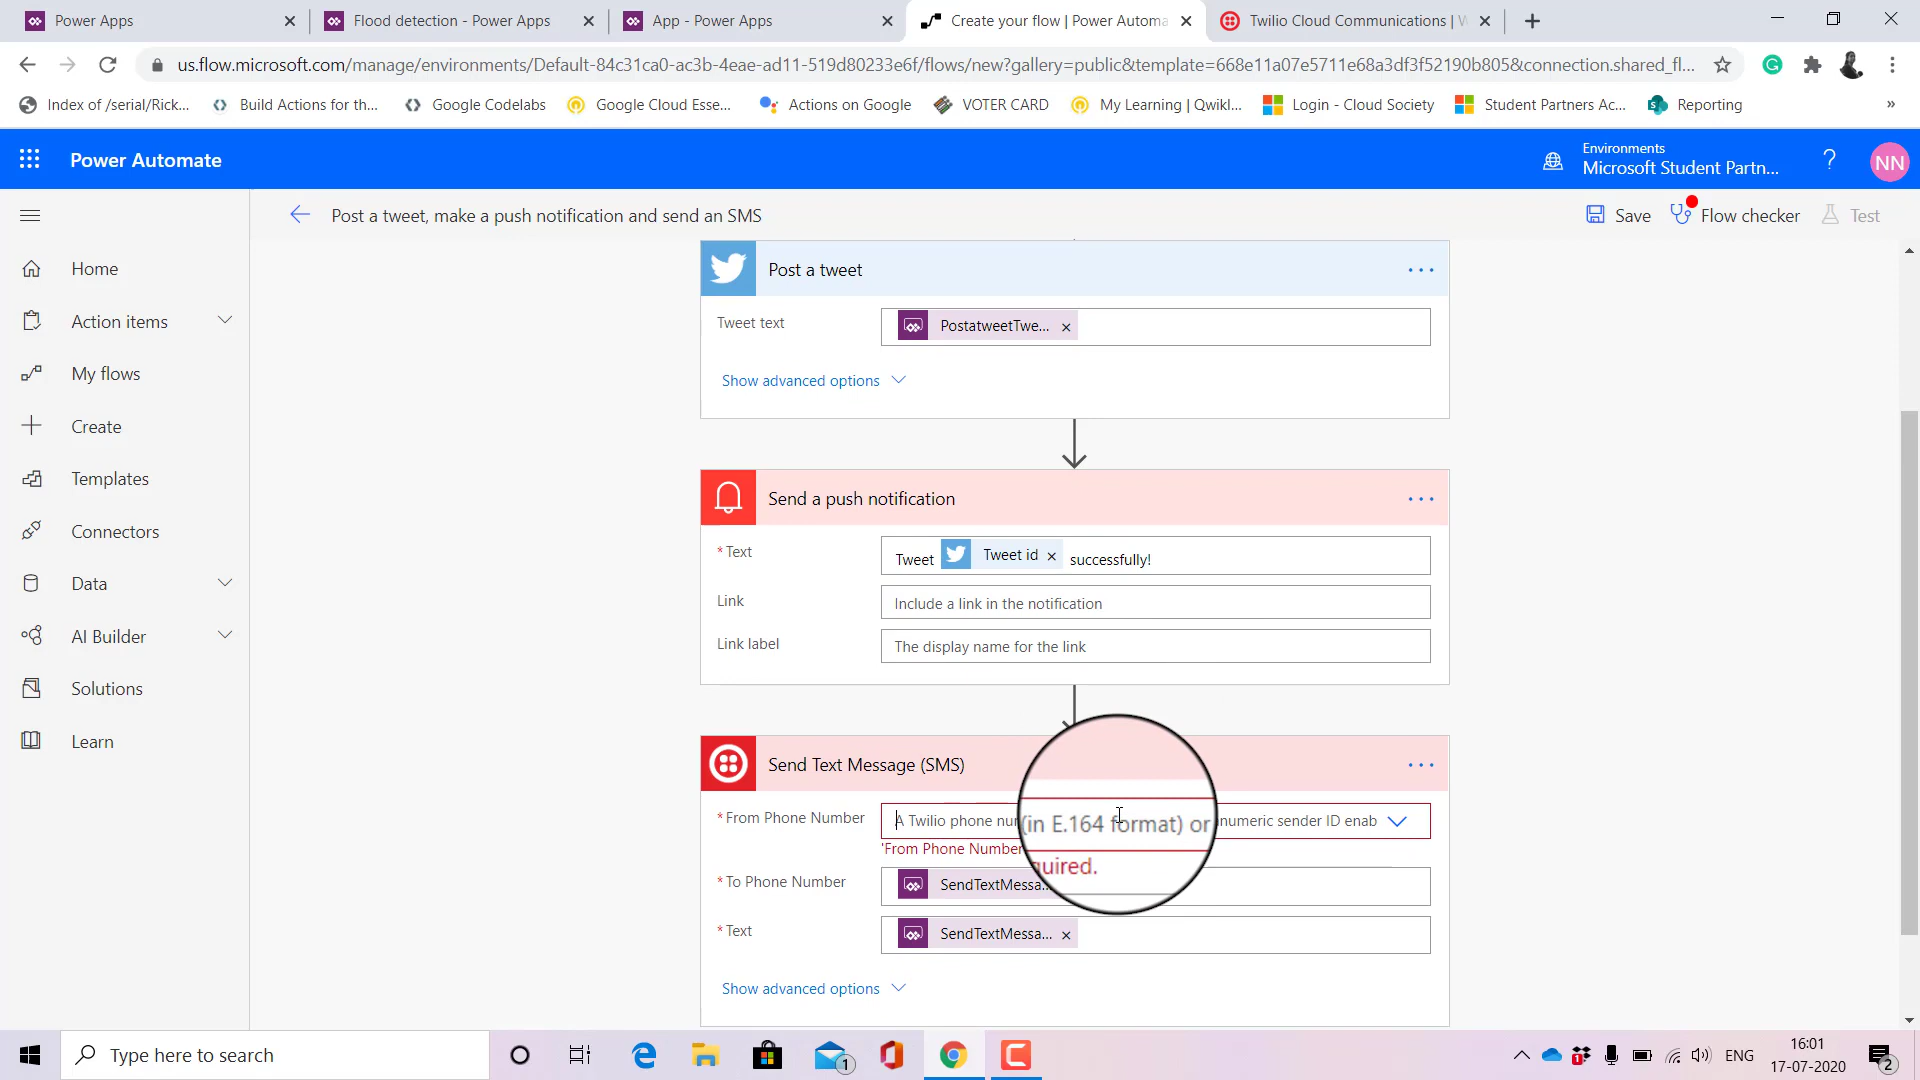 Power Apps
Flood detection - Power Apps
App - Power Apps
Create your flow | Power Automa
Twilio Cloud Communications | W
us.flow.microsoft.com/manage/environments/Default-84c31ca0-ac3b-4eae-ad11-519d80233e6f/flows/new?gallery=public&template=668e11a07e5711e68a3df3f52190b805&connection.shared_fl...
Index of /serial/Rick...
Build Actions for th...
Google Codelabs
Google Cloud Esse...
Actions on Google
VOTER CARD
My Learning | Qwikl...
Login - Cloud Society
Student Partners Ac...
Reporting
»
Power Automate
Environments
Microsoft Student Partn...
?
NN
Post a tweet, make a push notification and send an SMS
Save
Flow checker
Test
Home
Action items
My flows
Create
Templates
Connectors
Data
AI Builder
Solutions
Learn
Post a tweet
Tweet text
PostatweetTwe...
Show advanced options
Send a push notification
* Text
Tweet Tweet id successfully!
Link
Include a link in the notification
Link label
The display name for the link
Send Text Message (SMS)
* From Phone Number
A Twilio phone nu (in E.164 format) or numeric sender ID enab
'From Phone Number quired.
* To Phone Number
SendTextMessa...
* Text
SendTextMessa...
Show advanced options
Type here to search
1
1
ENG
16:01
17-07-2020
2